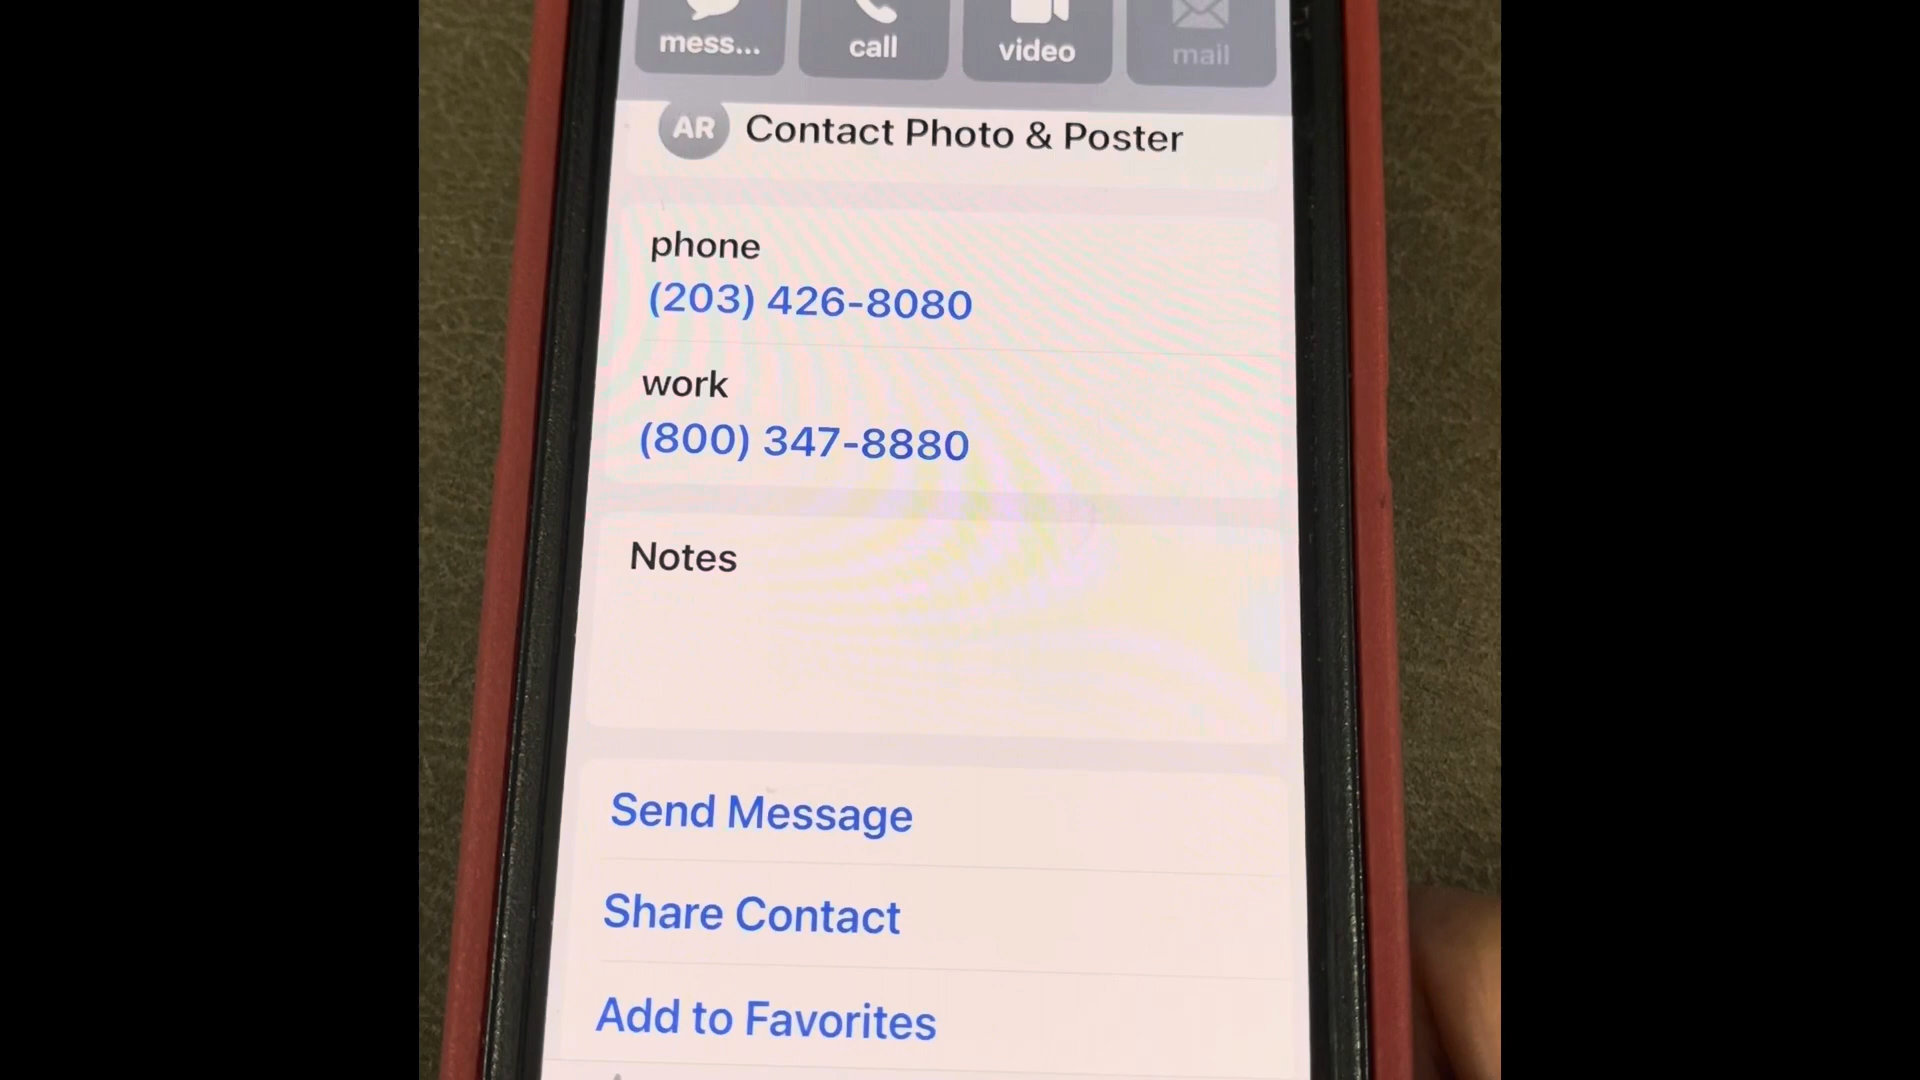 mess...
call
video
mail
AR
Contact Photo & Poster
phone
(203) 426-8080
work
(800) 347-8880
Notes
Send Message
Share Contact
Add to Favorites